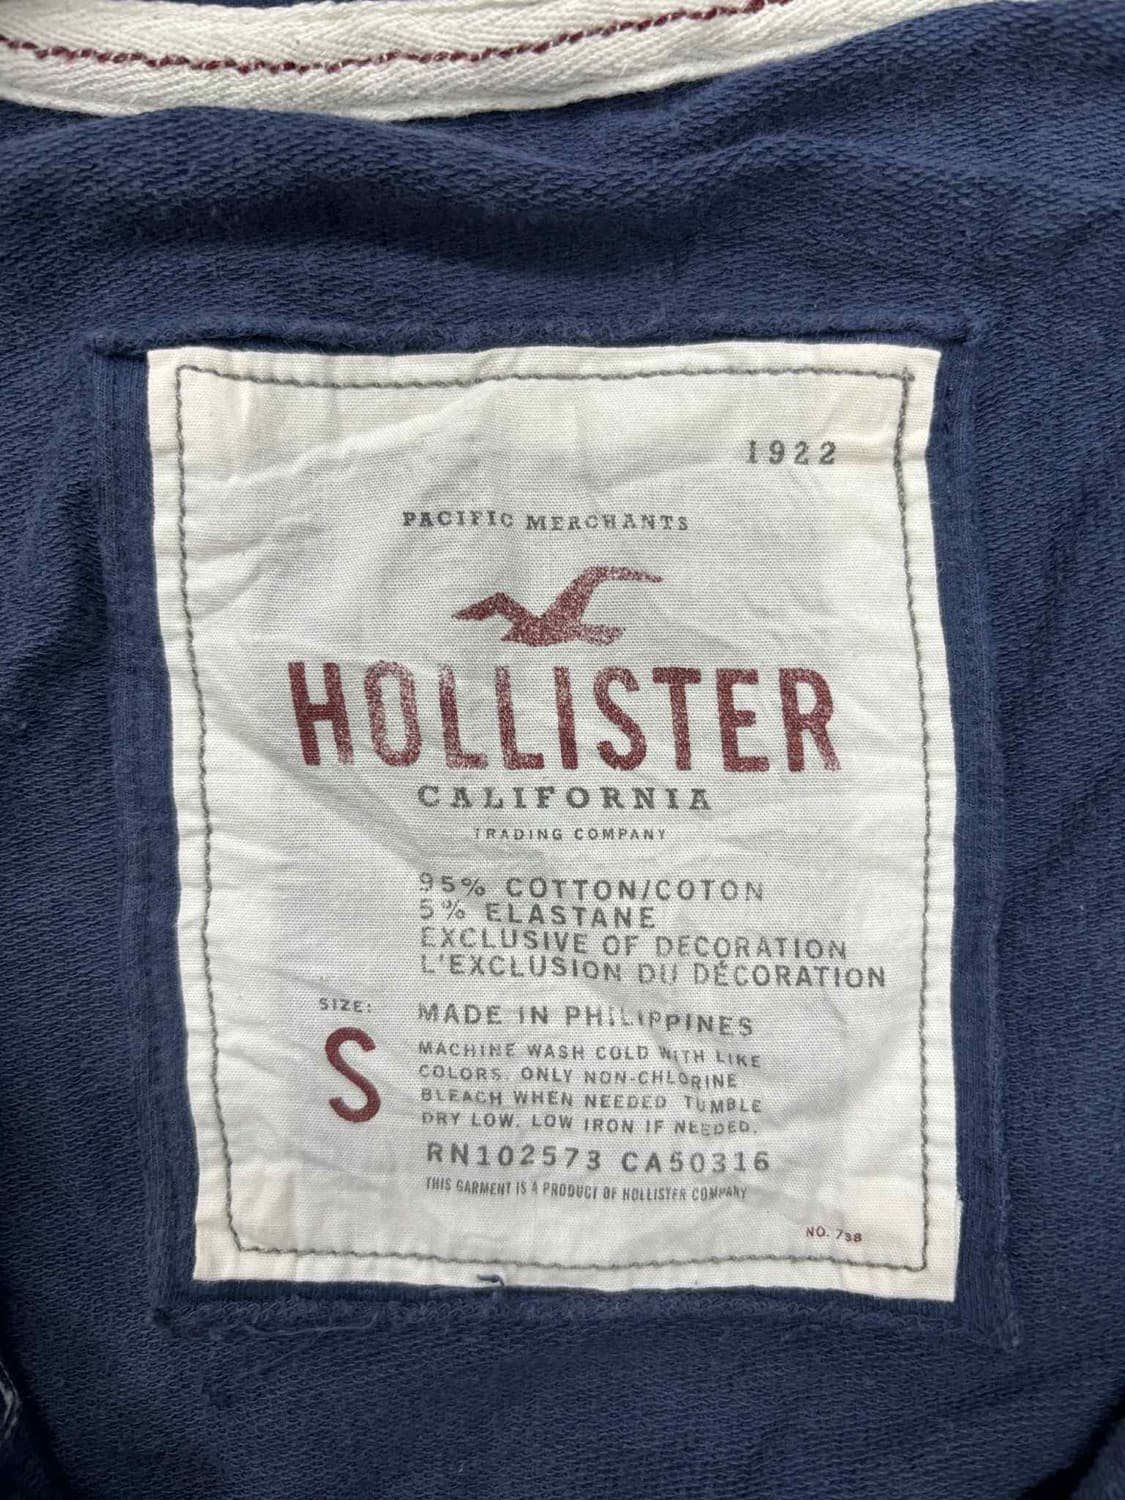 1922
PACIFIC MERCHANTS
HOLLISTER
CALIFORNIA
TRADING COMPANY
95% COTTON/COTON
5% ELASTANE
EXCLUSIVE OF DECORATION
L'EXCLUSION DU DÉCORATION
SIZE:
S
MADE IN PHILIPPINES
MACHINE WASH COLD WITH LIKE
COLORS. ONLY NON-CHLORINE
BLEACH WHEN NEEDED TUMBLE
DRY LOW. LOW IRON IF NEEDED.
RN102573 CA50316
THIS GARMENT IS A PRODUCT OF HOLLISTER COMPANY
NO. 738